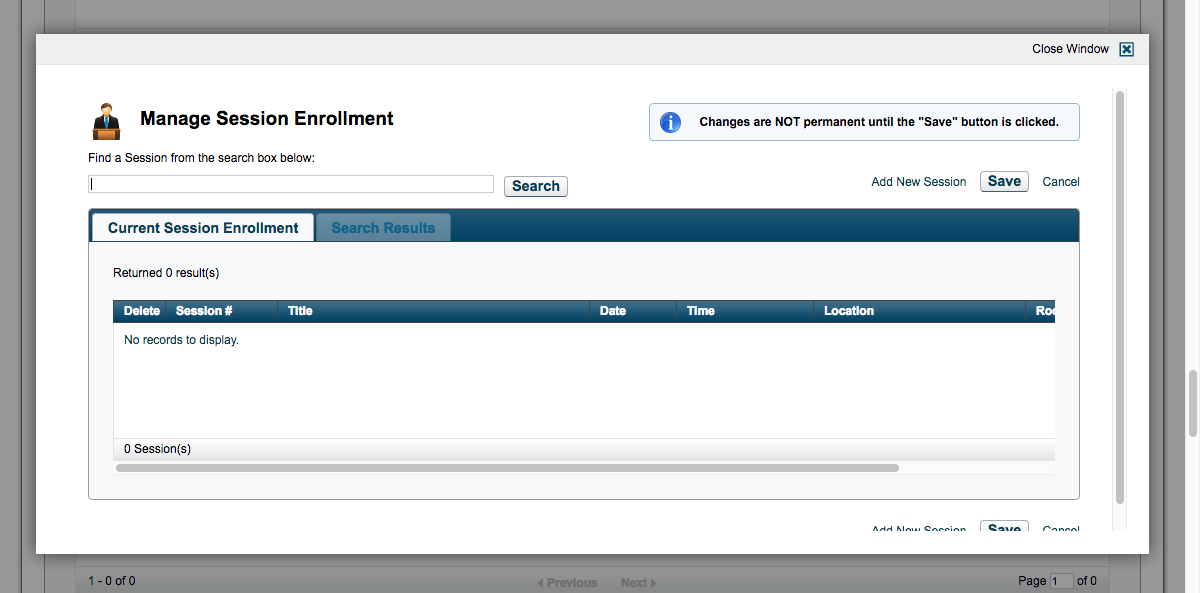 Close Window
Manage Session Enrollment
Changes are NOT permanent until the "Save" button is clicked.
Find a Session from the search box below:
Search
Add New Session Save Cancel
Current Session Enrollment Search Results
Returned 0 result(s)
Delete Session # Title Date Time Location Roo
No records to display.
0 Session(s)
Add New Session Save Cancel
1 - 0 of 0 Previous Next Page 1 of 0